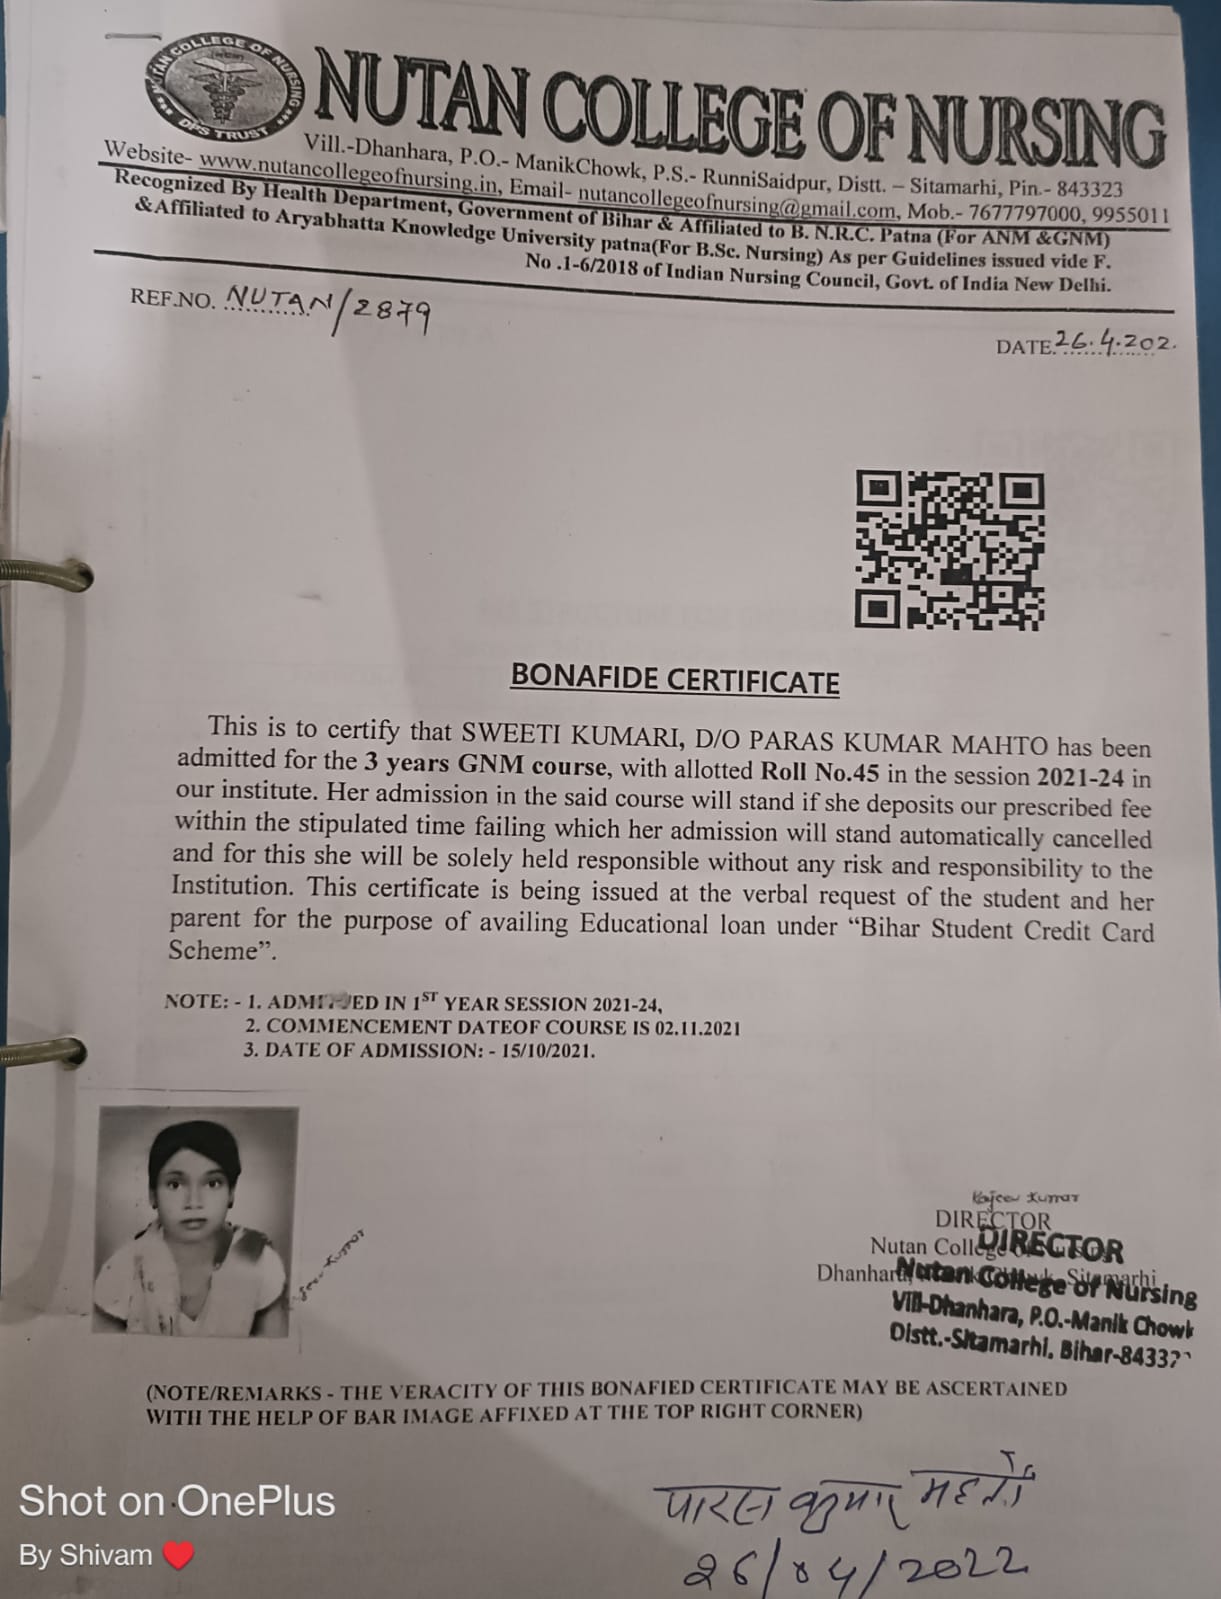 NUTAN COLLEGE OF NURSING
DPS TRUST
NUTAN COLLEGE OF NURSING
Vill.-Dhanhara, P.O.- ManikChowk, P.S.- RunniSaidpur, Distt. – Sitamarhi, Pin.- 843323
Website- www.nutancollegeofnursing.in, Email- nutancollegeofnursing@gmail.com, Mob.- 7677797000, 9955011
Recognized By Health Department, Government of Bihar & Affiliated to B. N.R.C. Patna (For ANM &GNM)
&Affiliated to Aryabhatta Knowledge University patna(For B.Sc. Nursing) As per Guidelines issued vide F.
No .1-6/2018 of Indian Nursing Council, Govt. of India New Delhi.
REF.NO. NUTAN/2879
DATE 26.4.202
BONAFIDE CERTIFICATE
This is to certify that SWEETI KUMARI, D/O PARAS KUMAR MAHTO has been
admitted for the 3 years GNM course, with allotted Roll No.45 in the session 2021-24 in
our institute. Her admission in the said course will stand if she deposits our prescribed fee
within the stipulated time failing which her admission will stand automatically cancelled
and for this she will be solely held responsible without any risk and responsibility to the
Institution. This certificate is being issued at the verbal request of the student and her
parent for the purpose of availing Educational loan under “Bihar Student Credit Card
Scheme”.
NOTE: - 1. ADMITTED IN 1ST YEAR SESSION 2021-24,
2. COMMENCEMENT DATEOF COURSE IS 02.11.2021
3. DATE OF ADMISSION: - 15/10/2021.
Rajeev Kumar
DIRECTOR
Nutan College
Dhanhara, Sitamarhi
DIRECTOR
Nutan College of Nursing
Vill-Dhanhara, P.O.-Manik Chowk
Distt.-Sitamarhi, Bihar-84332
Kumar
(NOTE/REMARKS - THE VERACITY OF THIS BONAFIED CERTIFICATE MAY BE ASCERTAINED
WITH THE HELP OF BAR IMAGE AFFIXED AT THE TOP RIGHT CORNER)
पारस कुमार महतो
26/04/2022
Shot on OnePlus
By Shivam ❤️